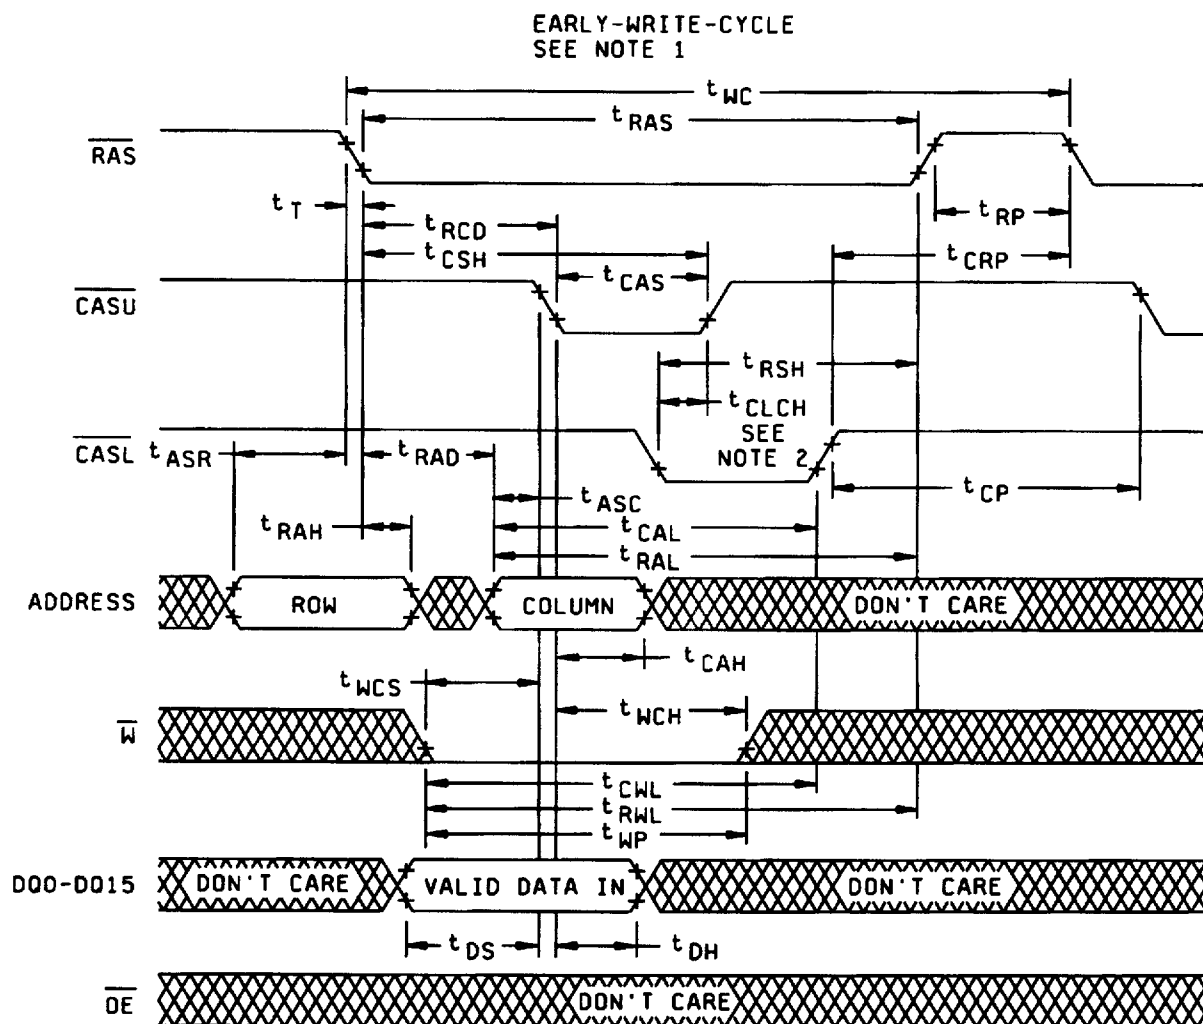 EARLY-WRITE-CYCLE
SEE NOTE 1
tWC
tRAS
RAS
tT
tRCD
tRP
tCSH
tCRP
tCAS
CASU
tRSH
tCLCH
SEE
NOTE 2
CASL
tASR
tRAD
tCP
tASC
tRAH
tCAL
tRAL
ADDRESS
ROW
COLUMN
DON'T CARE
tCAH
tWCS
tWCH
W
tCWL
tRWL
tWP
DQ0-DQ15
DON'T CARE
VALID DATA IN
DON'T CARE
tDS
tDH
OE
DON'T CARE